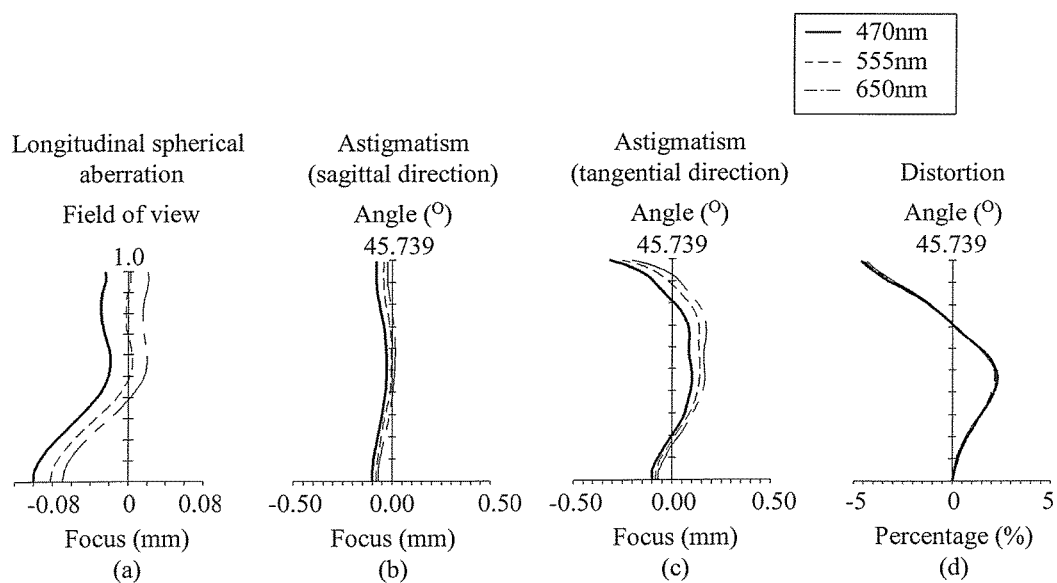 470nm
555nm
650nm
Longitudinal spherical
aberration
Field of view
1.0
-0.08 0 0.08
Focus (mm)
(a)
Astigmatism
(sagittal direction)
Angle (O)
45.739
-0.50 0.00 0.50
Focus (mm)
(b)
Astigmatism
(tangential direction)
Angle (O)
45.739
-0.50 0.00 0.50
Focus (mm)
(c)
Distortion
Angle (O)
45.739
-5 0 5
Percentage (%)
(d)